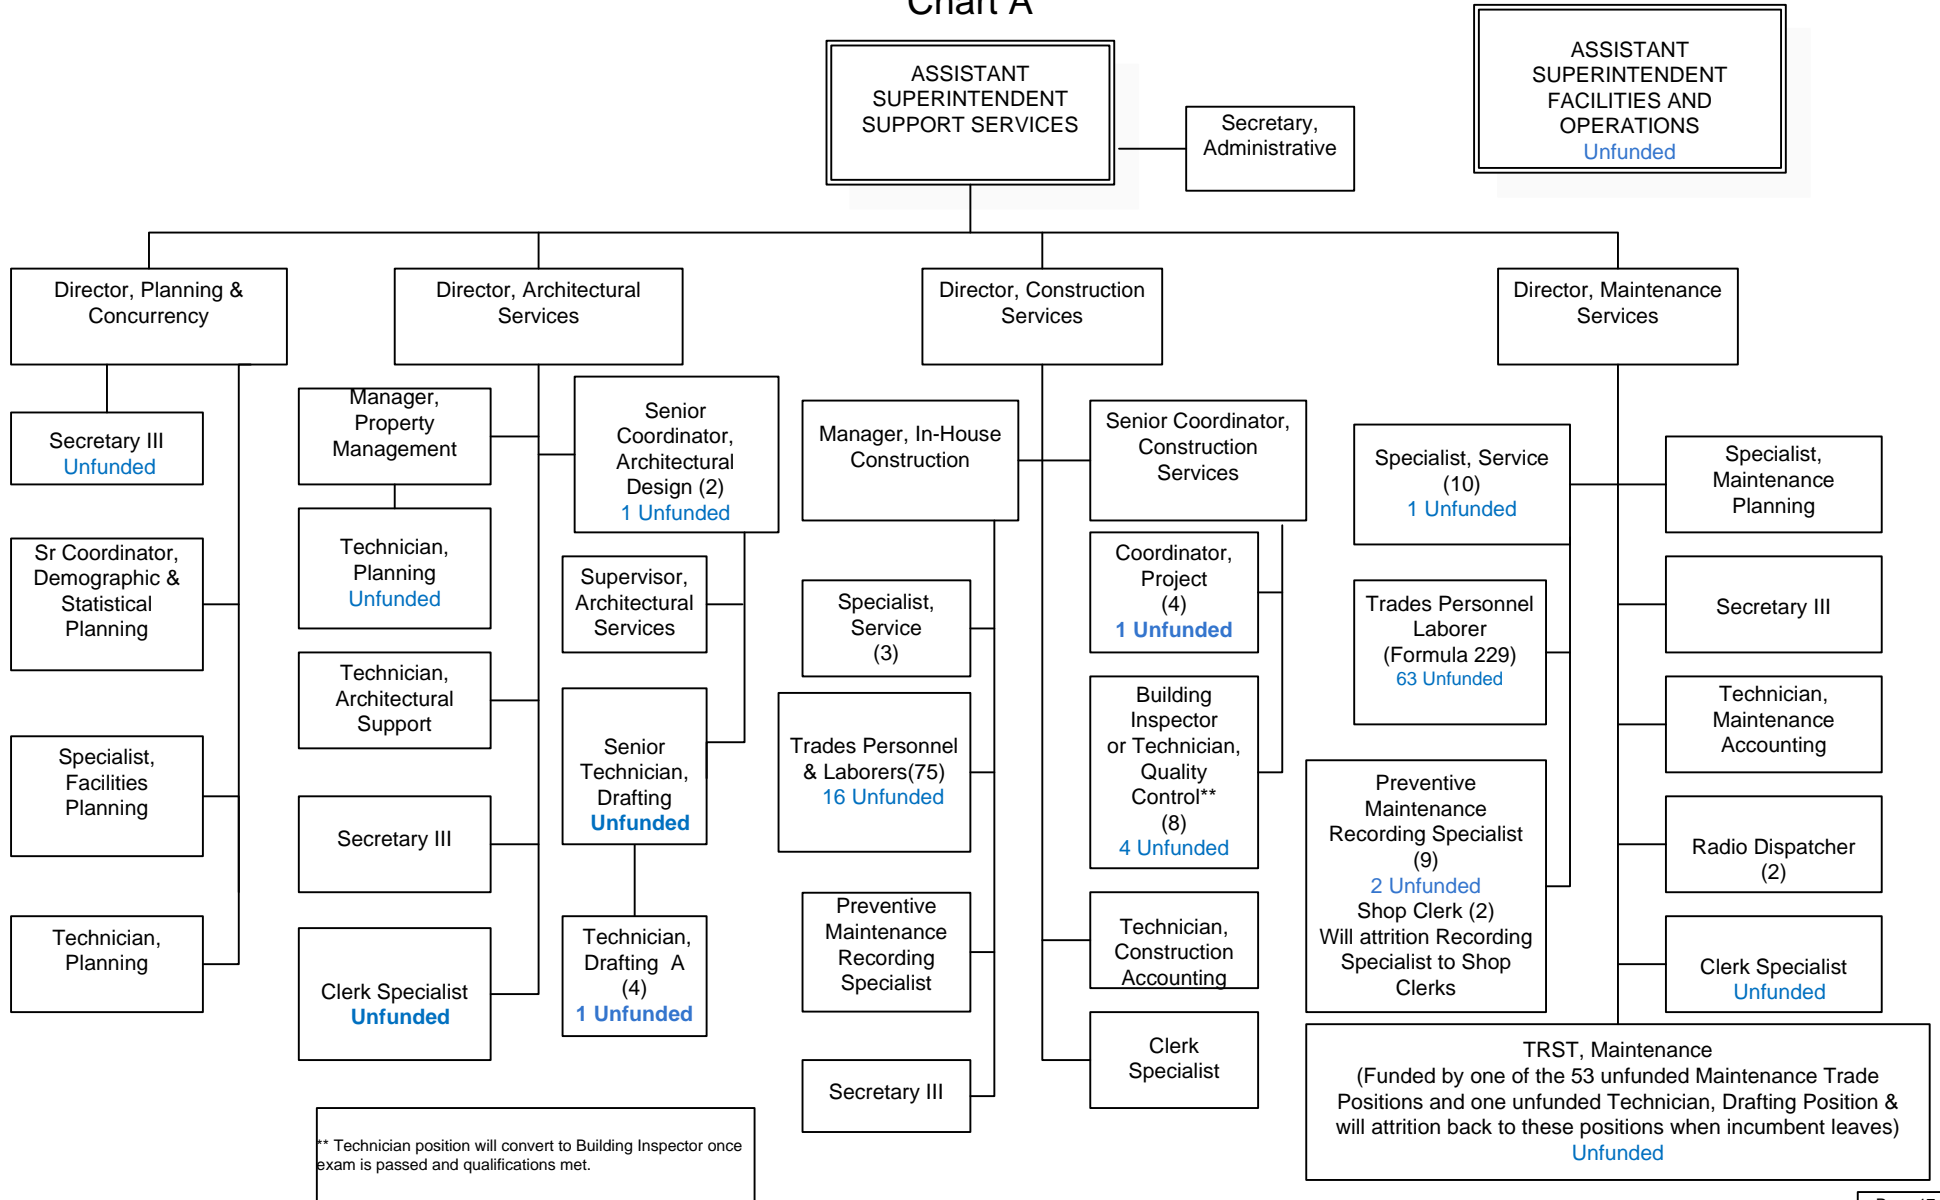 Chart A
ASSISTANT
SUPERINTENDENT
SUPPORT SERVICES
Secretary,
Administrative
ASSISTANT
SUPERINTENDENT
FACILITIES AND
OPERATIONS
Unfunded
Director, Planning &
Concurrency
Director, Architectural
Services
Director, Construction
Services
Director, Maintenance
Services
Secretary III
Unfunded
Sr Coordinator,
Demographic &
Statistical
Planning
Specialist,
Facilities
Planning
Technician,
Planning
Manager,
Property
Management
Technician,
Planning
Unfunded
Technician,
Architectural
Support
Secretary III
Clerk Specialist
Unfunded
Senior
Coordinator,
Architectural
Design (2)
1 Unfunded
Supervisor,
Architectural
Services
Senior
Technician,
Drafting
Unfunded
Technician,
Drafting A
(4)
1 Unfunded
Manager, In-House
Construction
Specialist,
Service
(3)
Trades Personnel
& Laborers(75)
16 Unfunded
Preventive
Maintenance
Recording
Specialist
Secretary III
Senior Coordinator,
Construction
Services
Coordinator,
Project
(4)
1 Unfunded
Building
Inspector
or Technician,
Quality
Control**
(8)
4 Unfunded
Technician,
Construction
Accounting
Clerk
Specialist
Specialist, Service
(10)
1 Unfunded
Trades Personnel
Laborer
(Formula 229)
63 Unfunded
Preventive
Maintenance
Recording Specialist
(9)
2 Unfunded
Shop Clerk (2)
Will attrition Recording
Specialist to Shop
Clerks
Specialist,
Maintenance
Planning
Secretary III
Technician,
Maintenance
Accounting
Radio Dispatcher
(2)
Clerk Specialist
Unfunded
TRST, Maintenance
(Funded by one of the 53 unfunded Maintenance Trade
Positions and one unfunded Technician, Drafting Position &
will attrition back to these positions when incumbent leaves)
Unfunded
** Technician position will convert to Building Inspector once
exam is passed and qualifications met.